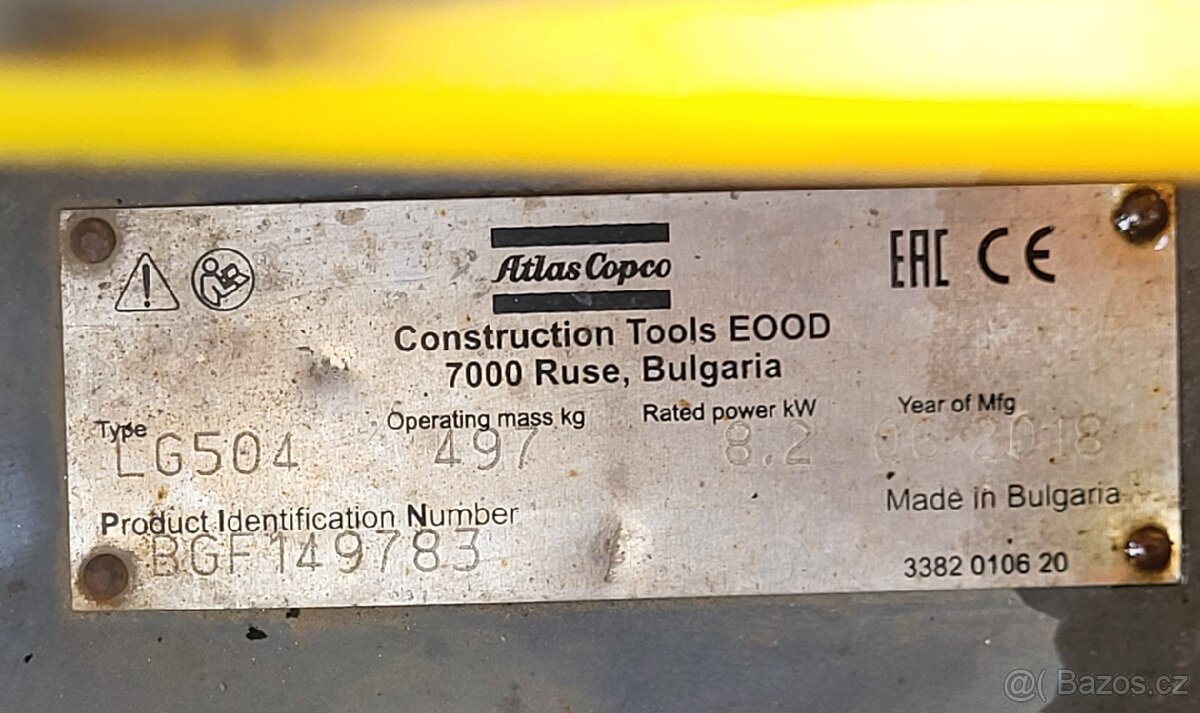 Atlas Copco
EAC CE
Construction Tools EOOD
7000 Ruse, Bulgaria
Type Operating mass kg Rated power kW Year of Mfg
LG504 497 8.2 06.2018
Made in Bulgaria
Product Identification Number
BGF149783
3382 0106 20
@( Bazos.cz